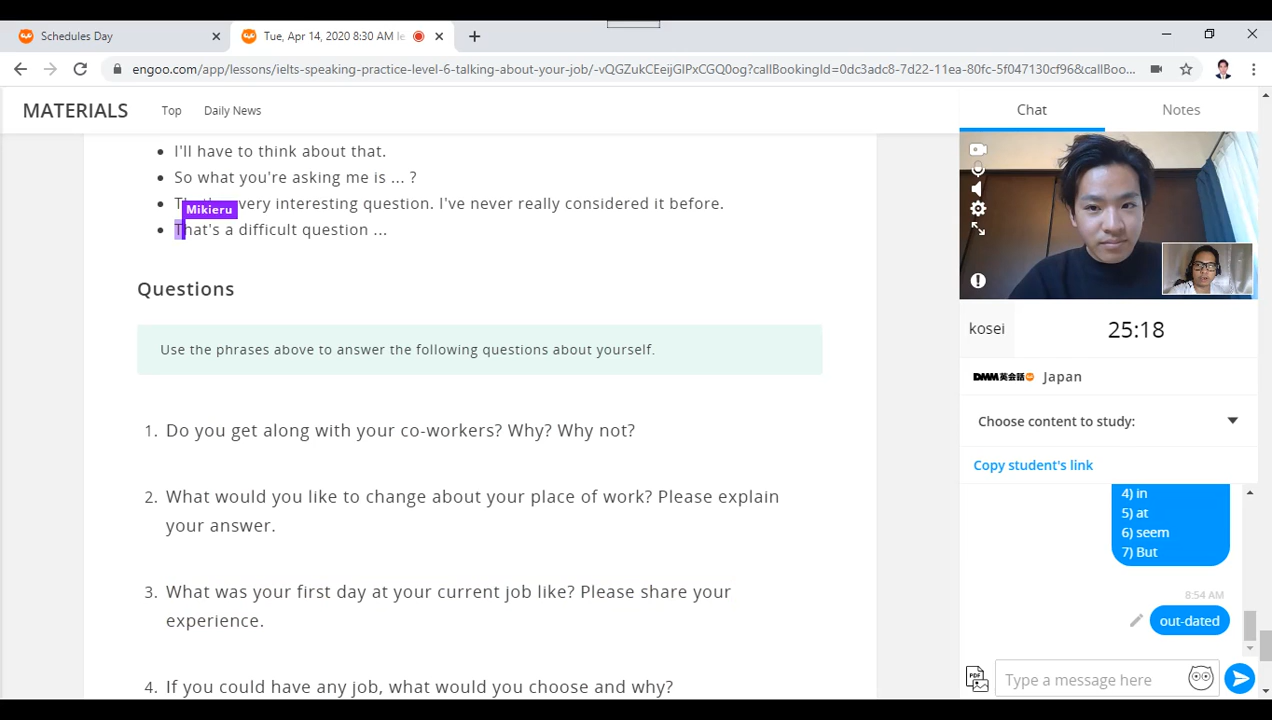 Schedules Day
Tue, Apr 14, 2020 8:30 AM le
engoo.com/app/lessons/ielts-speaking-practice-level-6-talking-about-your-job/-vQGZukCEeijGlPxCGQ0og?callBookingId=0dc3adc8-7d22-11ea-80fc-5f047130cf96&callBoo...
MATERIALS
Top
Daily News
Chat
Notes
• I'll have to think about that.
• So what you're asking me is ... ?
very interesting question. I've never really considered it before.
Mikieru
• That's a difficult question ...
Questions
Use the phrases above to answer the following questions about yourself.
1. Do you get along with your co-workers? Why? Why not?
2. What would you like to change about your place of work? Please explain
your answer.
3. What was your first day at your current job like? Please share your
experience.
4. If you could have any job, what would you choose and why?
kosei
25:18
DMM英会話
Japan
Choose content to study:
Copy student's link
4) in
5) at
6) seem
7) But
8:54 AM
out-dated
PDF
Type a message here